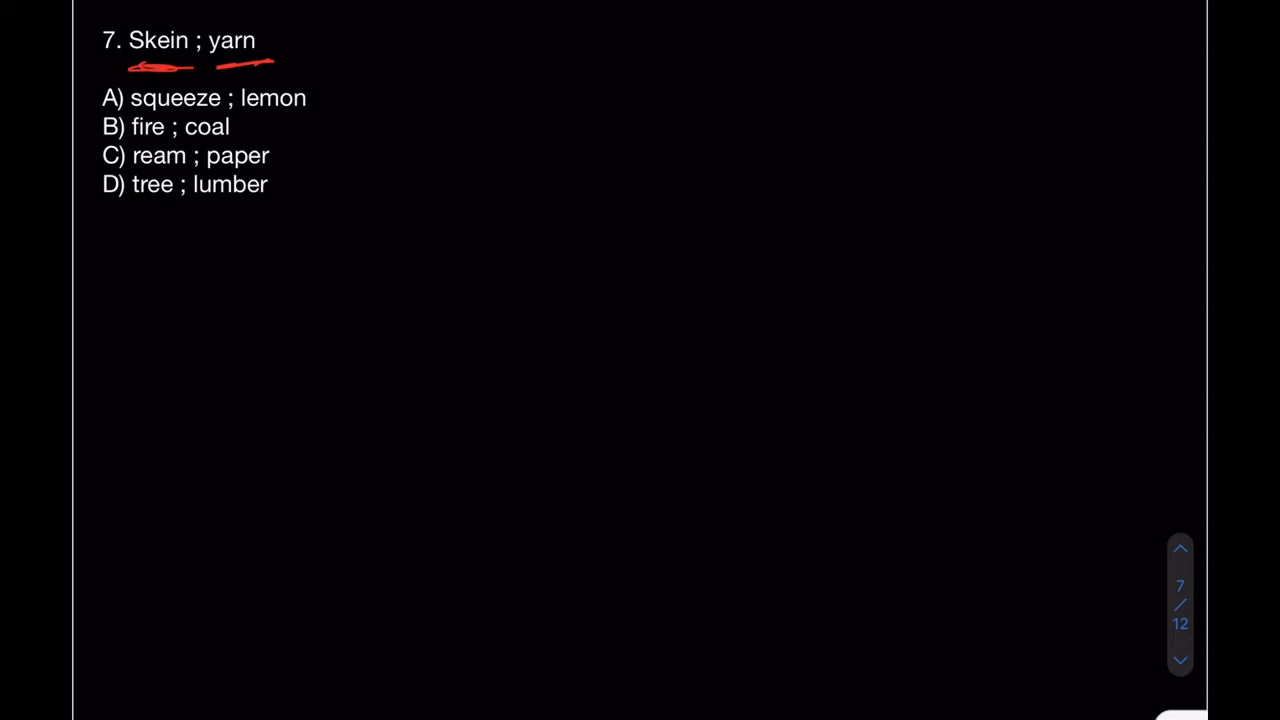 7. Skein ; yarn
A) squeeze ; lemon
B) fire ; coal
C) ream ; paper
D) tree ; lumber
7
/
12